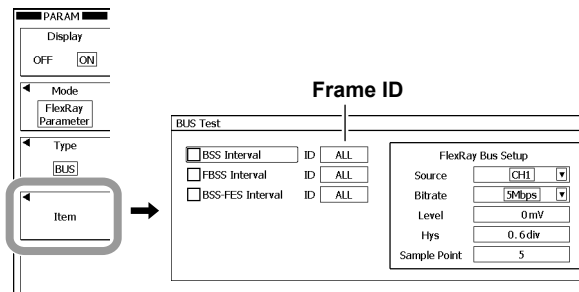 PARAM
Display
OFF ON
Mode
FlexRay
Parameter
Type
BUS
Item
Frame ID
BUS Test
BSS Interval ID ALL
FBSS Interval ID ALL
BSS-FES Interval ID ALL
FlexRay Bus Setup
Source CH1
Bitrate 5Mbps
Level 0mV
Hys 0.6div
Sample Point 5